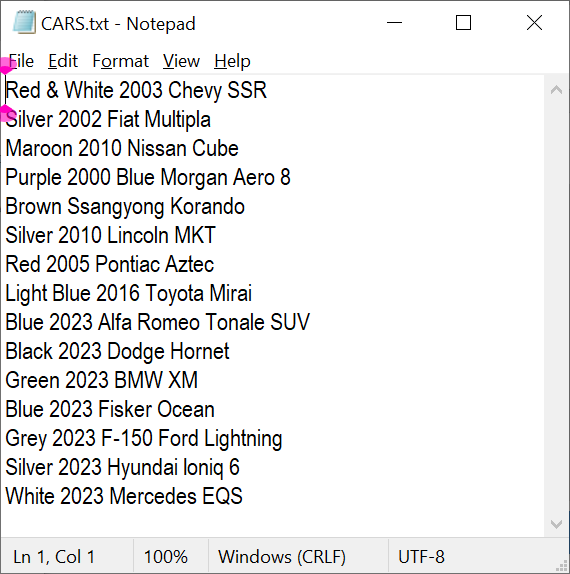 CARS.txt - Notepad
File Edit Format View Help
Red & White 2003 Chevy SSR
Silver 2002 Fiat Multipla
Maroon 2010 Nissan Cube
Purple 2000 Blue Morgan Aero 8
Brown Ssangyong Korando
Silver 2010 Lincoln MKT
Red 2005 Pontiac Aztec
Light Blue 2016 Toyota Mirai
Blue 2023 Alfa Romeo Tonale SUV
Black 2023 Dodge Hornet
Green 2023 BMW XM
Blue 2023 Fisker Ocean
Grey 2023 F-150 Ford Lightning
Silver 2023 Hyundai Ioniq 6
White 2023 Mercedes EQS
Ln 1, Col 1 100% Windows (CRLF) UTF-8